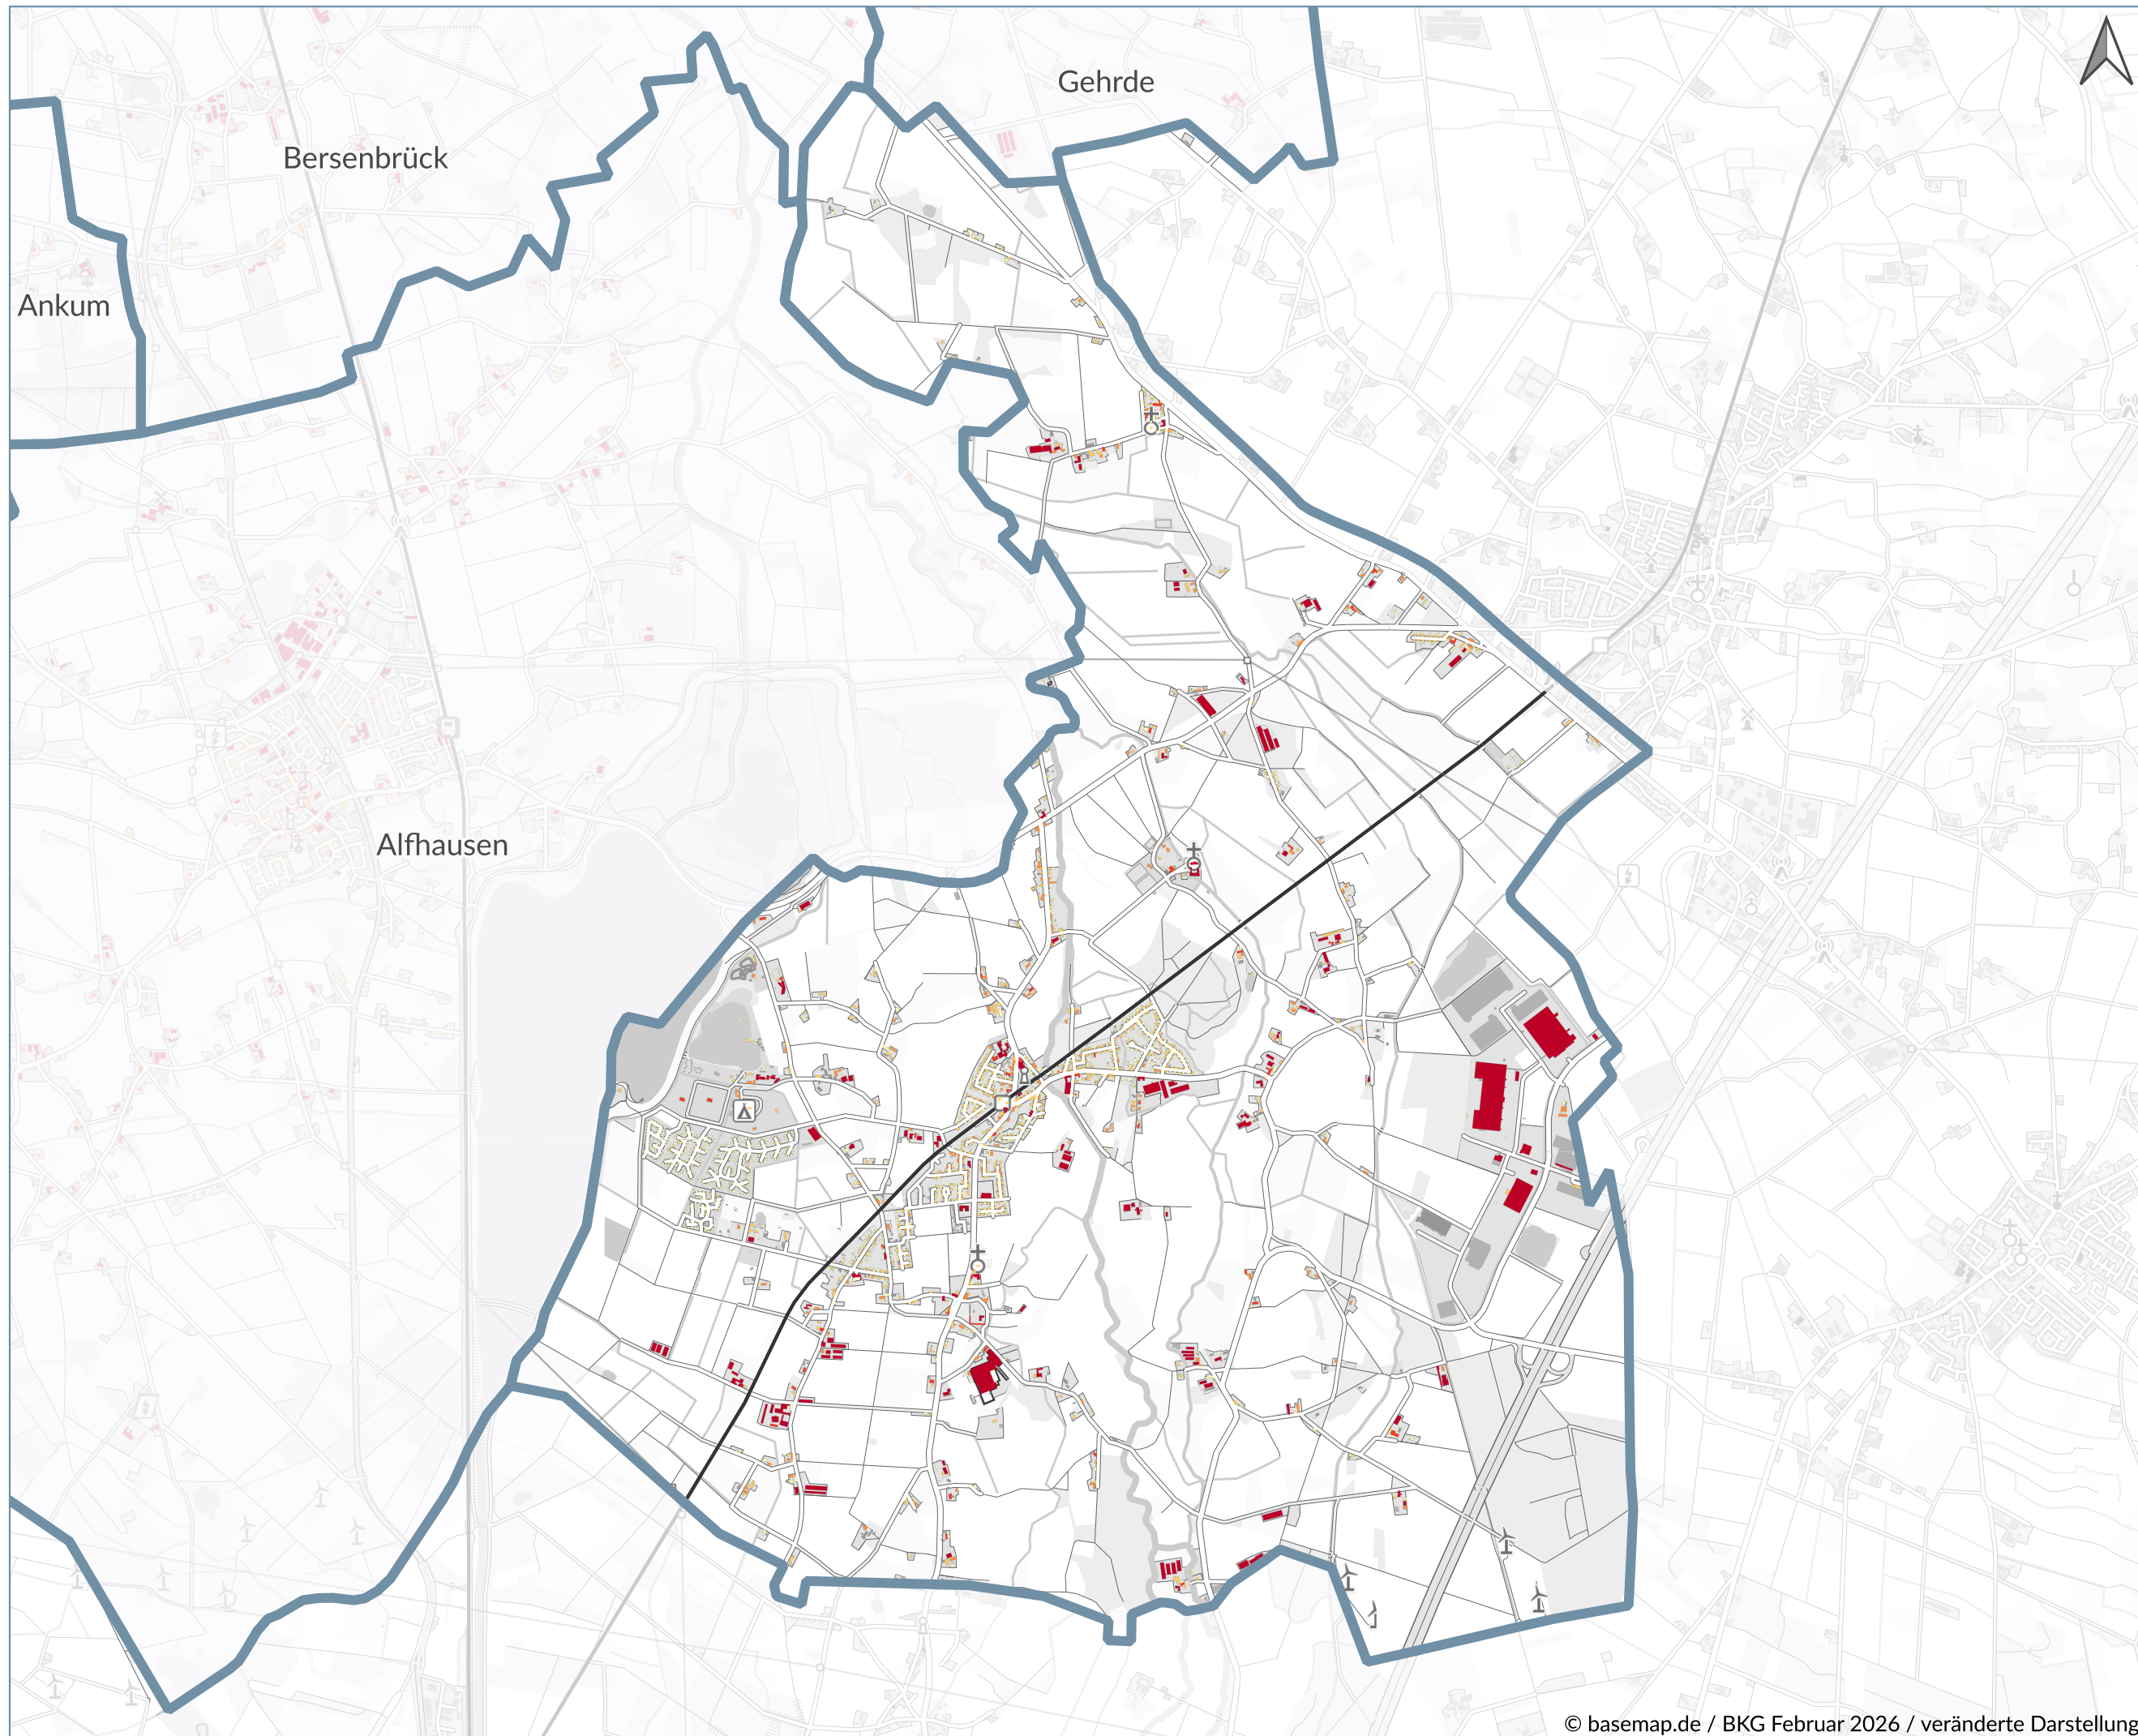 Gehrde
Bersenbrück
Ankum
Alfhausen
© basemap.de / BKG Februar 2026 / veränderte Darstellung